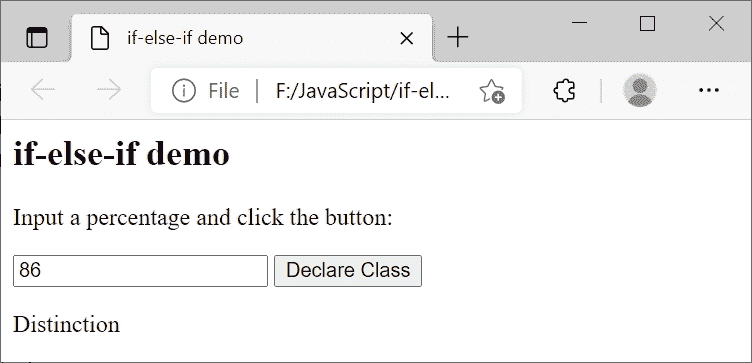 if-else-if demo
File | F:/JavaScript/if-el...
if-else-if demo
Input a percentage and click the button:
86 Declare Class
Distinction